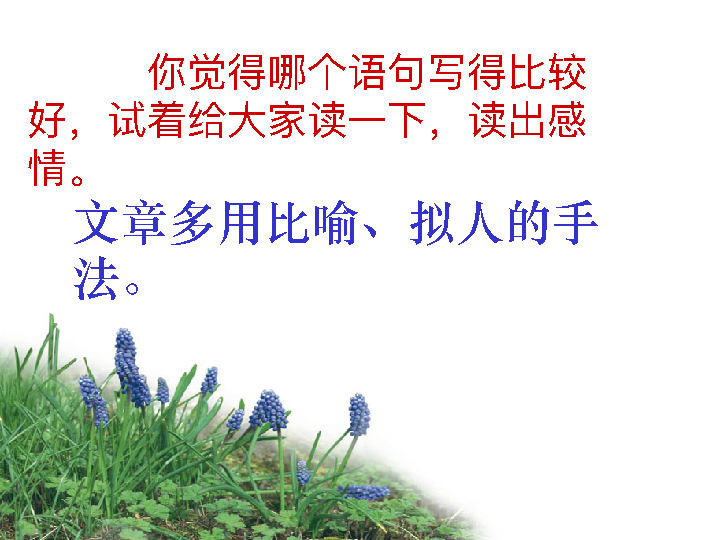 你觉得哪个语句写得比较
好，试着给大家读一下，读出感
情。
文章多用比喻、拟人的手
法。